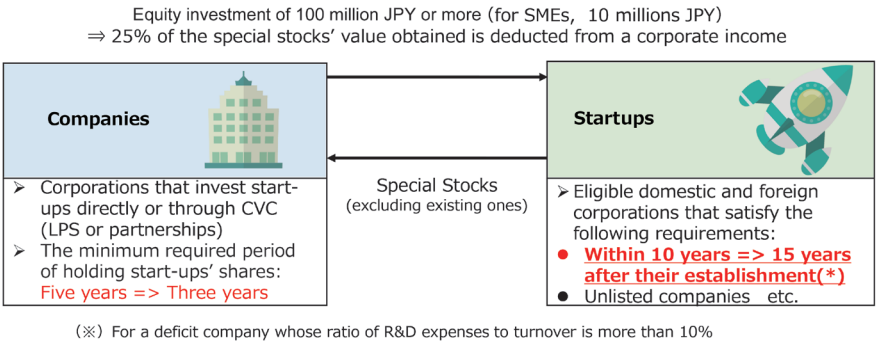 Equity investment of 100 million JPY or more (for SMEs, 10 millions JPY)
⇒ 25% of the special stocks’ value obtained is deducted from a corporate income
Companies
➢ Corporations that invest start-
ups directly or through CVC
(LPS or partnerships)
➢ The minimum required period
of holding start-ups’ shares:
Five years => Three years
Special Stocks
(excluding existing ones)
Startups
➢ Eligible domestic and foreign
corporations that satisfy the
following requirements:
● Within 10 years => 15 years
after their establishment(*)
● Unlisted companies etc.
(※) For a deficit company whose ratio of R&D expenses to turnover is more than 10%